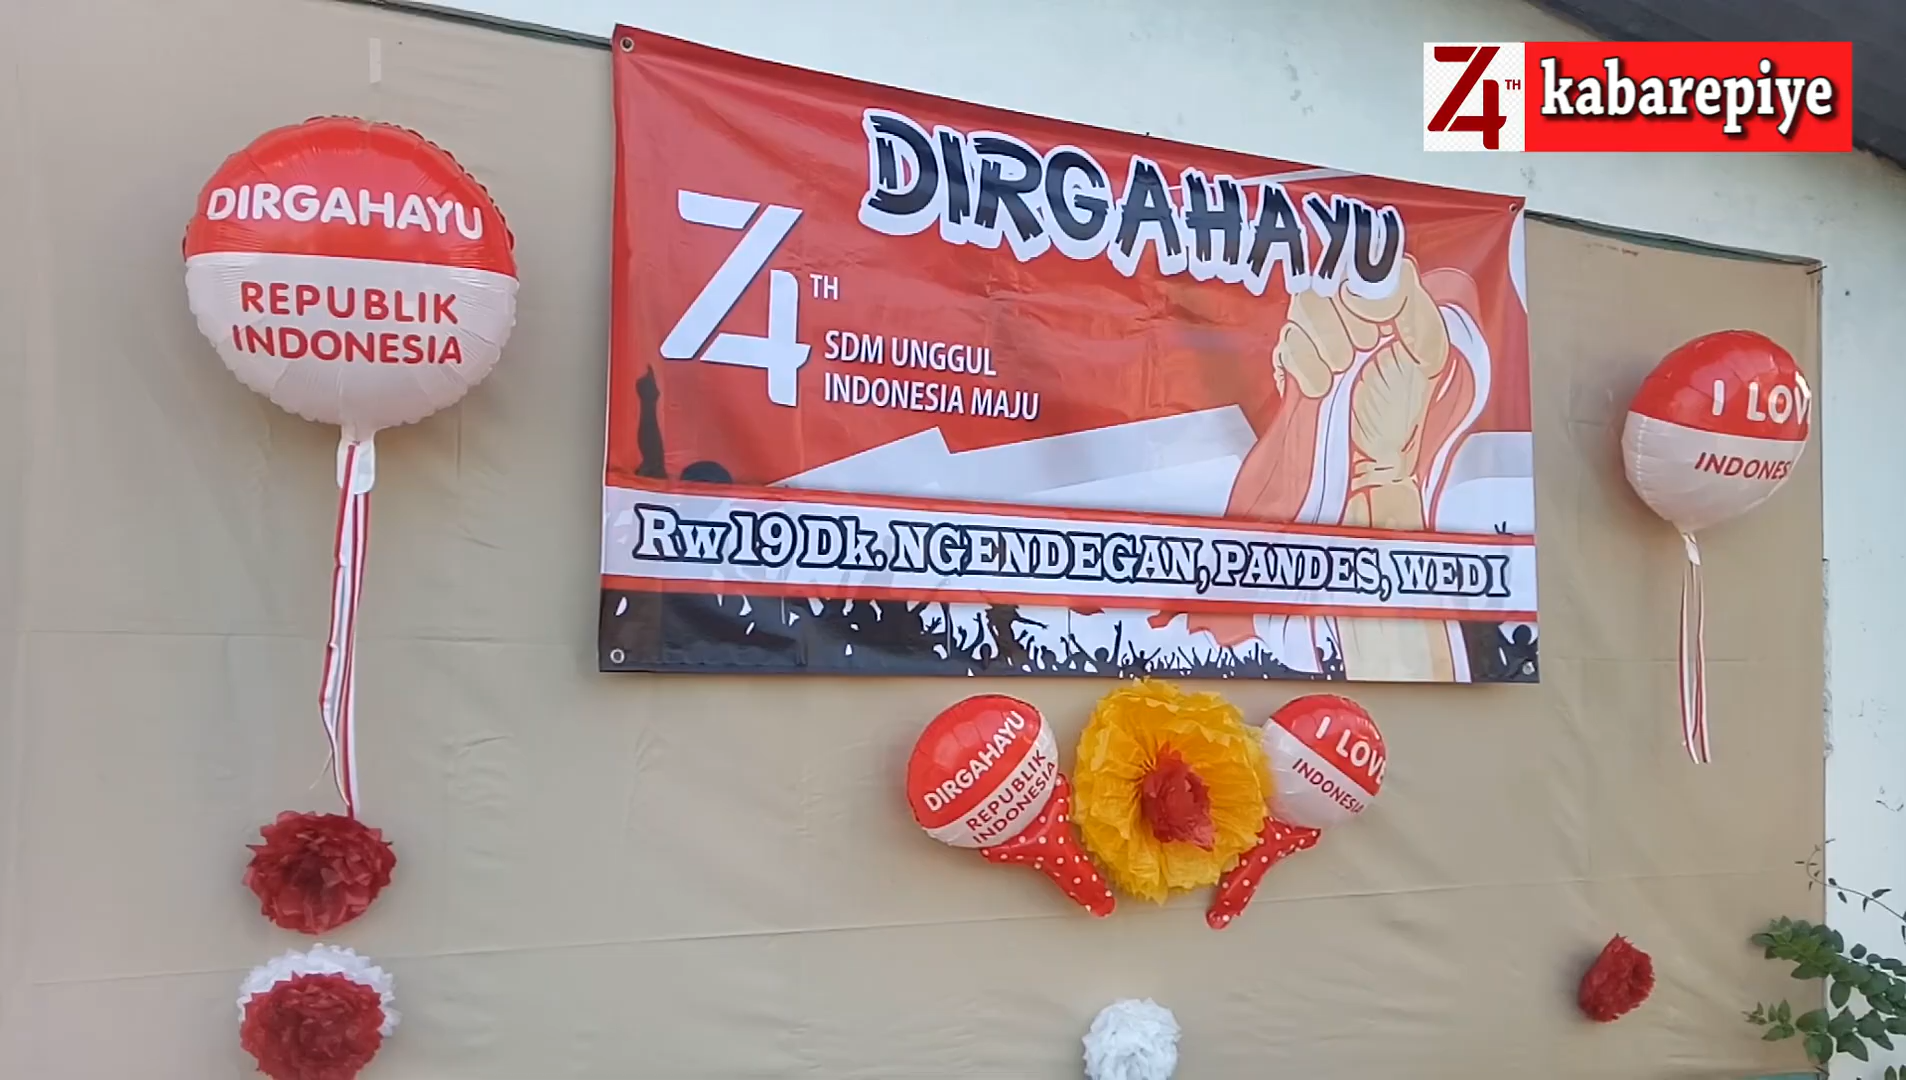 74 TH
kabarepiye
DIRGAHAYU
REPUBLIK
INDONESIA
DIRGAHAYU
74 TH
SDM UNGGUL
INDONESIA MAJU
Rw 19 Dk. NGENDEGAN, PANDES, WEDI
I LOV
INDONES
DIRGAHAYU
REPUBLIK
INDONESIA
I LOVE
INDONESIA